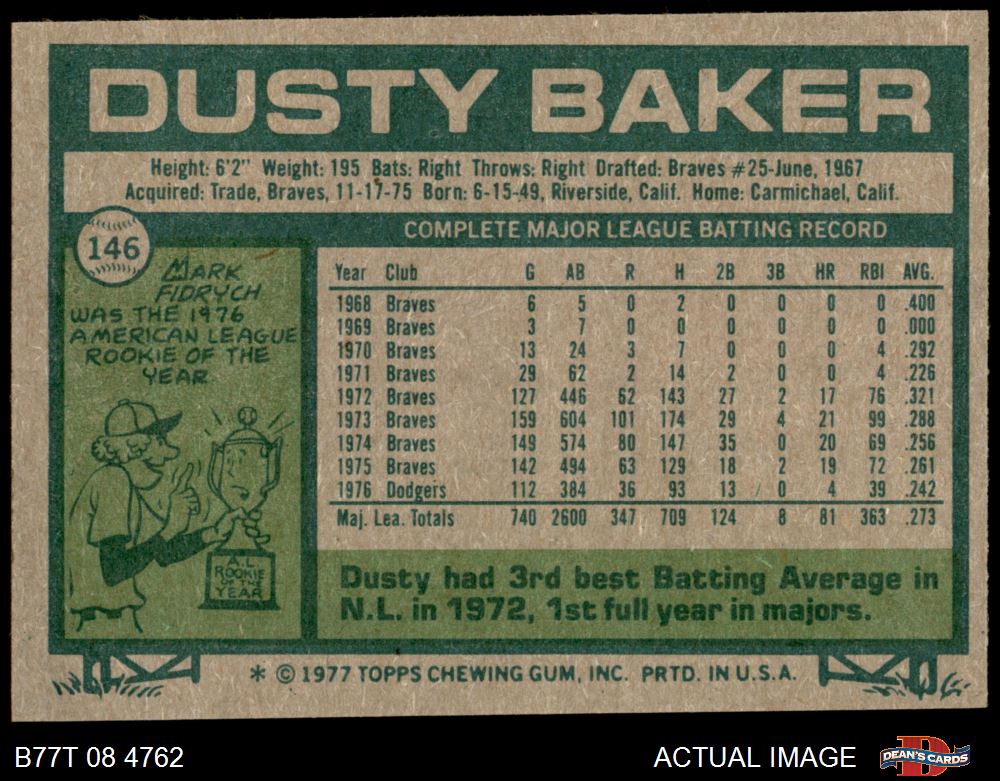 DUSTY BAKER
Height: 6'2" Weight: 195 Bats: Right Throws: Right Drafted: Braves #25-June, 1967
Acquired: Trade, Braves, 11-17-75 Born: 6-15-49, Riverside, Calif. Home: Carmichael, Calif.
146
MARK
FIDRYCH
WAS THE 1976
AMERICAN LEAGUE
ROOKIE OF THE
YEAR.
A.L.
ROOKIE
OF THE
YEAR
COMPLETE MAJOR LEAGUE BATTING RECORD
Year Club G AB R H 2B 3B HR RBI AVG.
1968 Braves 6 5 0 2 0 0 0 0 .400
1969 Braves 3 7 0 0 0 0 0 0 .000
1970 Braves 13 24 3 7 0 0 0 4 .292
1971 Braves 29 62 2 14 2 0 0 4 .226
1972 Braves 127 446 62 143 27 2 17 76 .321
1973 Braves 159 604 101 174 29 4 21 99 .288
1974 Braves 149 574 80 147 35 0 20 69 .256
1975 Braves 142 494 63 129 18 2 19 72 .261
1976 Dodgers 112 384 36 93 13 0 4 39 .242
Maj. Lea. Totals 740 2600 347 709 124 8 81 363 .273
Dusty had 3rd best Batting Average in
N.L. in 1972, 1st full year in majors.
* © 1977 TOPPS CHEWING GUM, INC. PRTD. IN U.S.A.
B77T 08 4762
ACTUAL IMAGE
DEAN'S CARDS